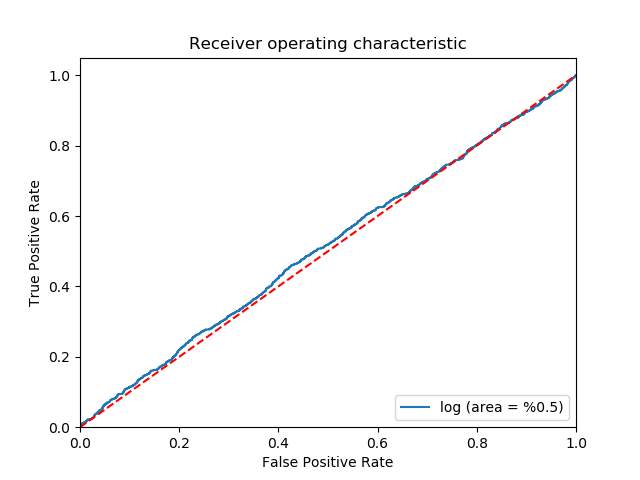 Receiver operating characteristic
True Positive Rate
1.0
0.8
0.6
0.4
0.2
0.0
log (area = %0.5)
0.0 0.2 0.4 0.6 0.8 1.0
False Positive Rate